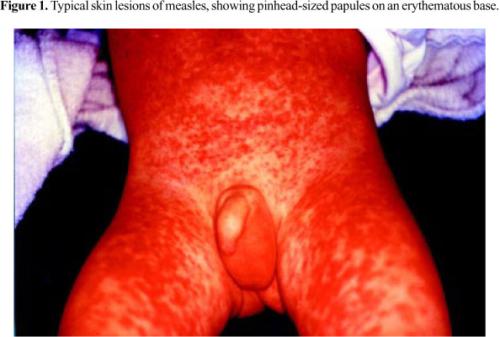 Figure 1. Typical skin lesions of measles, showing pinhead-sized papules on an erythematous base.